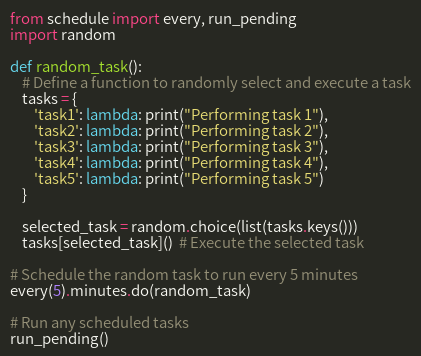 from schedule import every, run_pending
import random

def random_task():
    # Define a function to randomly select and execute a task
    tasks = {
        'task1': lambda: print("Performing task 1"),
        'task2': lambda: print("Performing task 2"),
        'task3': lambda: print("Performing task 3"),
        'task4': lambda: print("Performing task 4"),
        'task5': lambda: print("Performing task 5")
    }

    selected_task = random.choice(list(tasks.keys()))
    tasks[selected_task]()  # Execute the selected task

# Schedule the random task to run every 5 minutes
every(5).minutes.do(random_task)

# Run any scheduled tasks
run_pending()